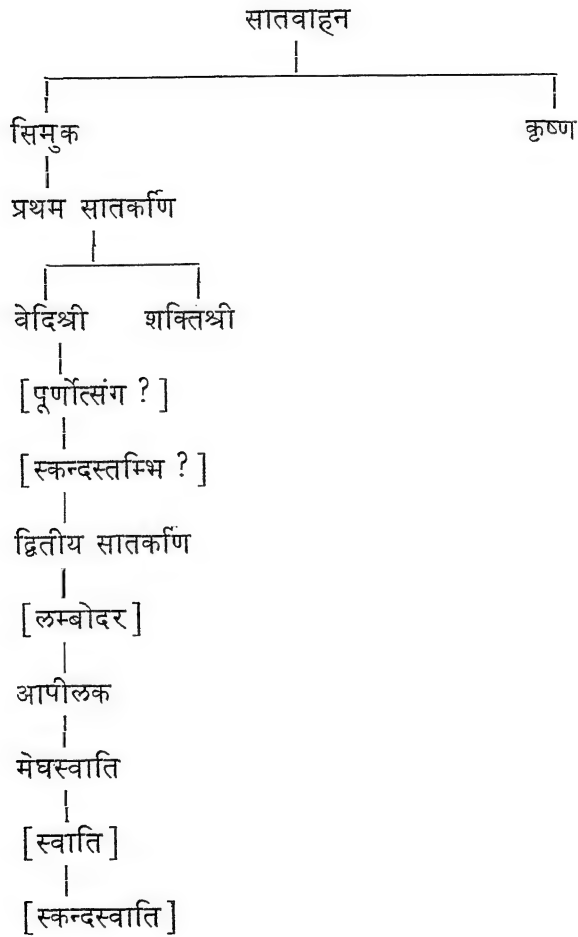 सातवाहन
सिमुक कृष्ण
प्रथम सातकर्णि
वेदिश्री शक्तिश्री
[पूर्णोत्संग ?]
[स्कन्दस्तम्भि ?]
द्वितीय सातकर्णि
[लम्बोदर]
आपीलक
मेघस्वाति
[स्वाति]
[स्कन्दस्वाति]